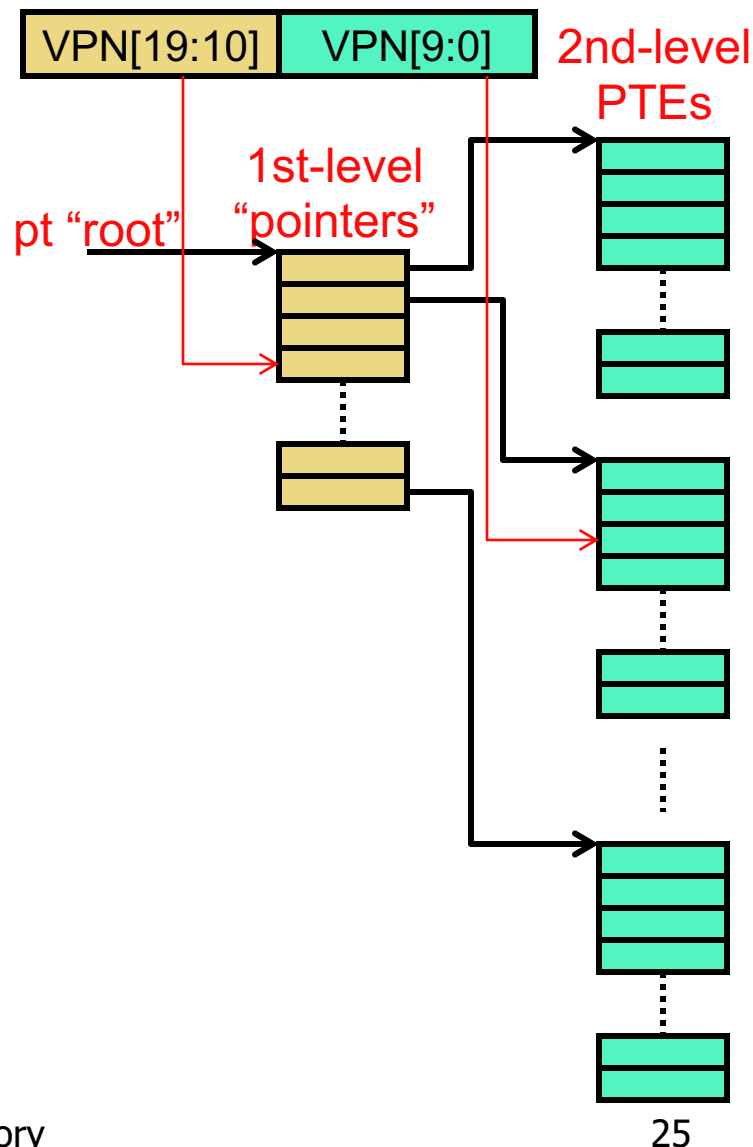 VPN[19:10] VPN[9:0]
2nd-level
PTEs
1st-level
“pointers”
pt “root”
25